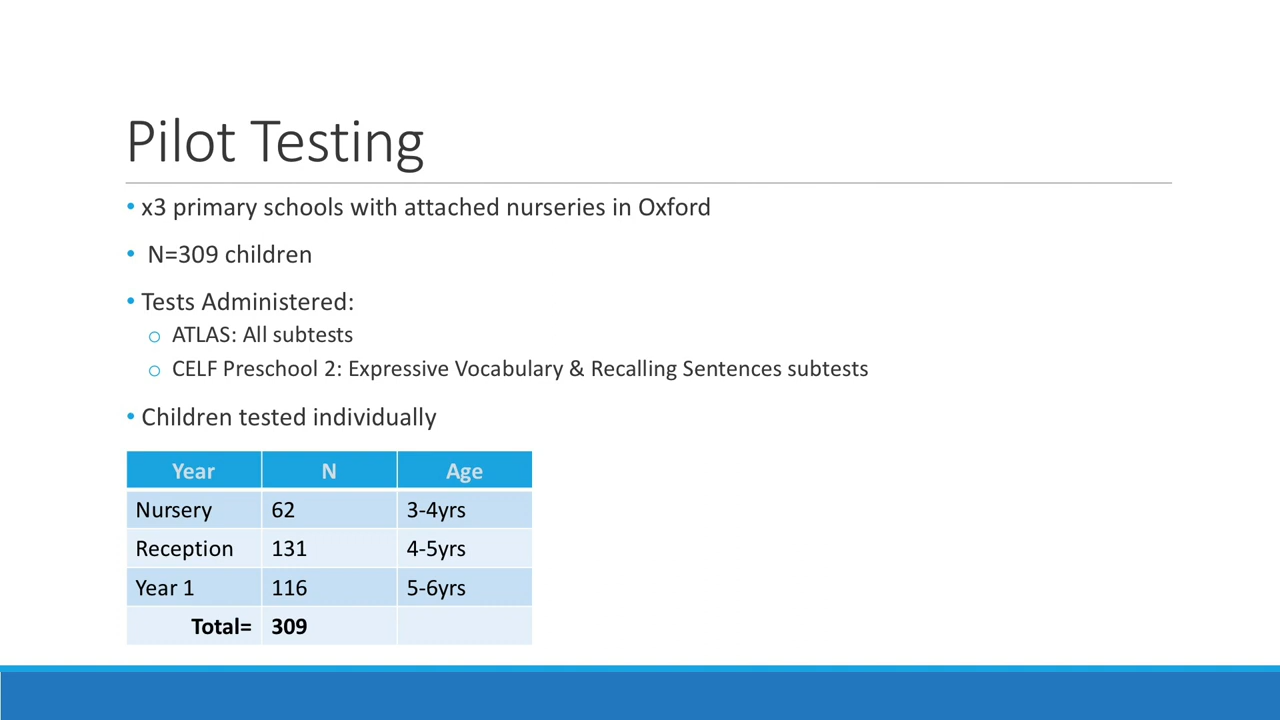 Pilot Testing
• x3 primary schools with attached nurseries in Oxford
• N=309 children
• Tests Administered:
o ATLAS: All subtests
o CELF Preschool 2: Expressive Vocabulary & Recalling Sentences subtests
• Children tested individually
Year N Age
Nursery 62 3-4yrs
Reception 131 4-5yrs
Year 1 116 5-6yrs
Total= 309